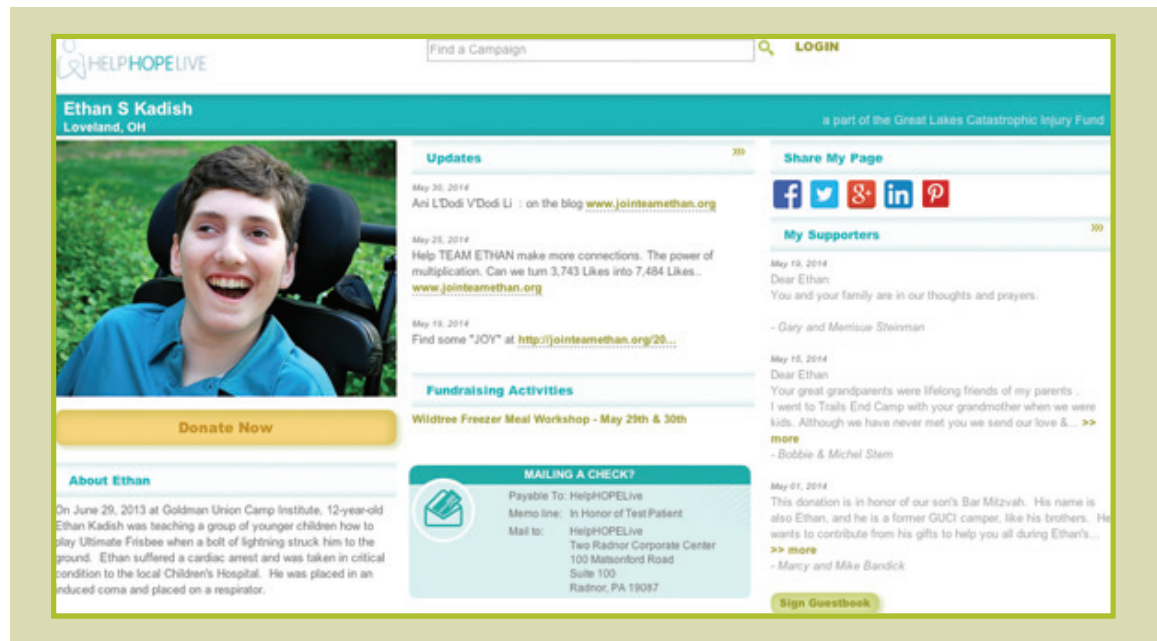 HELPHOPELIVE
Find a Campaign
LOGIN
Ethan S Kadish
Loveland, OH
a part of the Great Lakes Catastrophic Injury Fund
Donate Now
About Ethan
On June 29, 2013 at Goldman Union Camp Institute, 12-year-old
Ethan Kadish was teaching a group of younger children how to
play Ultimate Frisbee when a bolt of lightning struck him to the
ground. Ethan suffered a cardiac arrest and was taken in critical
condition to the local Children's Hospital. He was placed in an
induced coma and placed on a respirator.
Updates
»»
May 30, 2014
Ani L'Dodi V'Dodi Li : on the blog www.jointeamethan.org
May 25, 2014
Help TEAM ETHAN make more connections. The power of
multiplication. Can we turn 3,743 Likes into 7,484 Likes..
www.jointeamethan.org
May 19, 2014
Find some "JOY" at http://jointeamethan.org/20...
Fundraising Activities
Wildtree Freezer Meal Workshop - May 29th & 30th
MAILING A CHECK?
Payable To: HelpHOPELive
Memo line: In Honor of Test Patient
Mail to: HelpHOPELive
Two Radnor Corporate Center
100 Matsonford Road
Suite 100
Radnor, PA 19087
Share My Page
My Supporters
»»
May 19, 2014
Dear Ethan:
You and your family are in our thoughts and prayers.
- Gary and Steinman
May 15, 2014
Dear Ethan
Your great grandparents were lifelong friends of my parents .
I went to Trails End Camp with your grandmother when we were
kids. Although we have never met you we send our love &... >>
more
- Bobbie & Michel Stern
May 01, 2014
This donation is in honor of our son's Bar Mitzvah. His name is
also Ethan, and he is a former GUCI camper, like his brothers. He
wants to contribute from his gifts to help you all during Ethan's...
>> more
- Marcy and Mike Bandick
Sign Guestbook